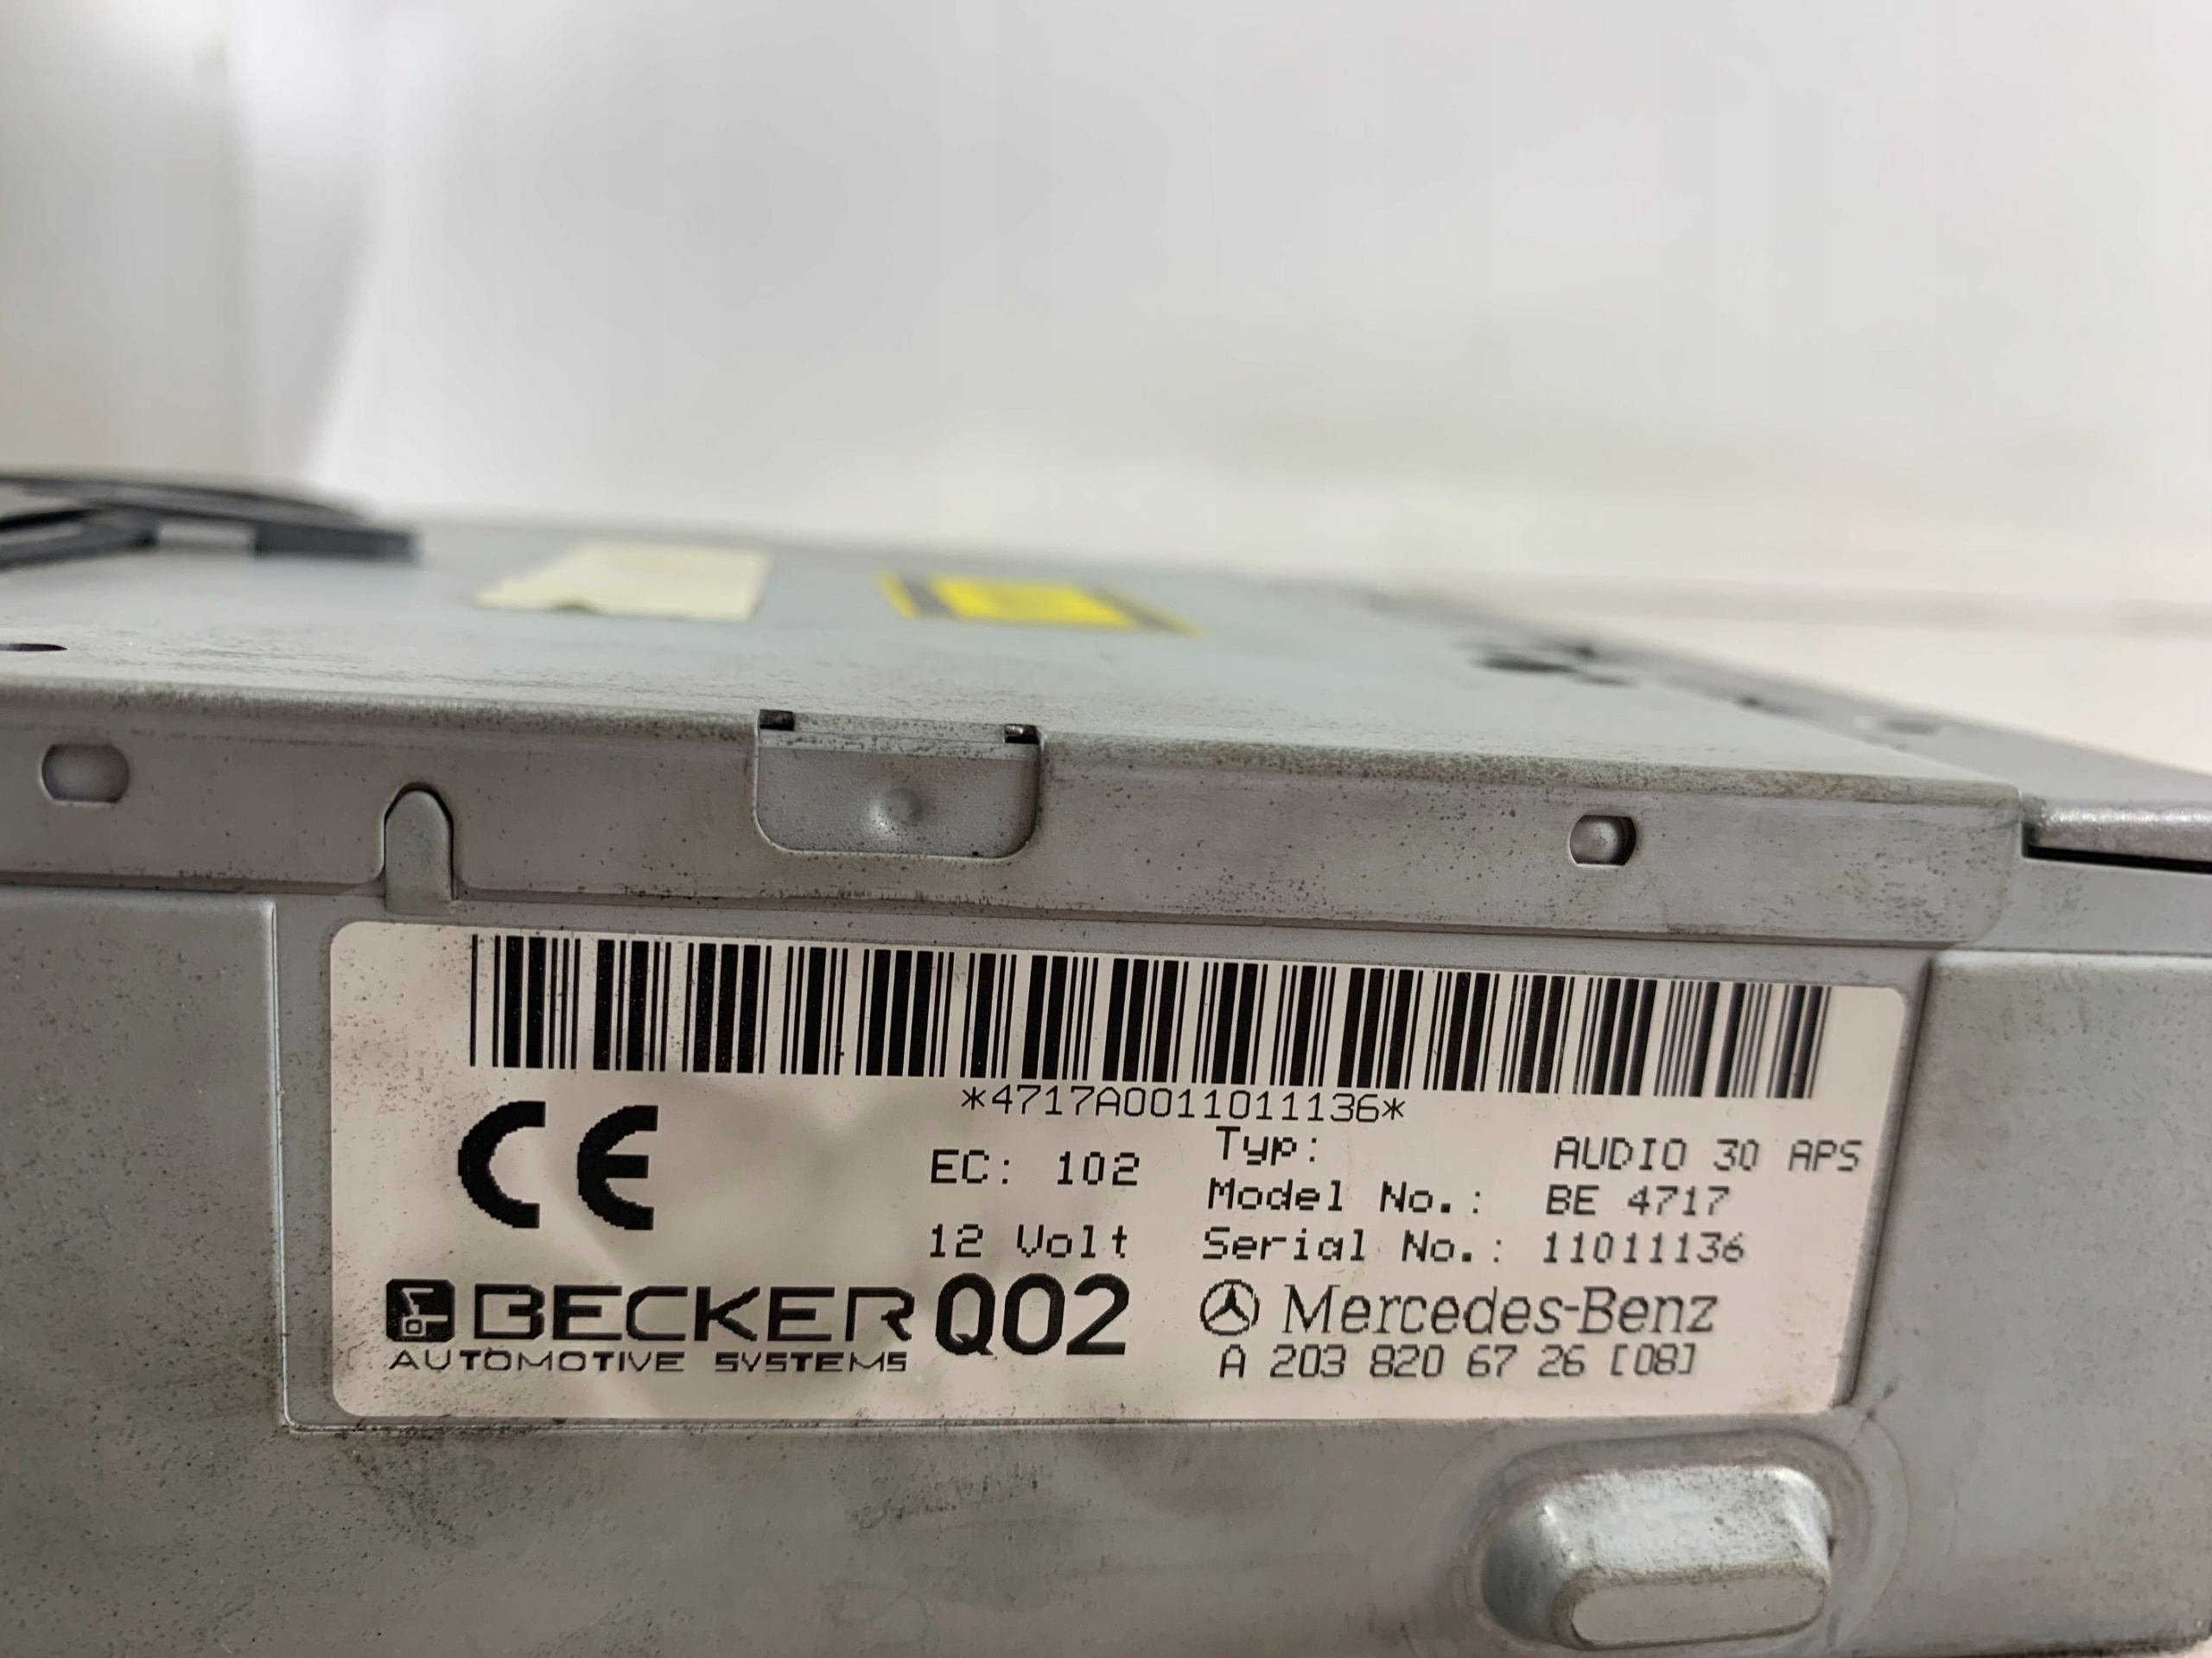 *4717A0011011136*
CE
EC: 102
12 Volt
Typ: AUDIO 30 APS
Model No.: BE 4717
Serial No.: 11011136
BECKER
AUTOMOTIVE SYSTEMS
Q02
Mercedes-Benz
A 203 820 67 26 [08]